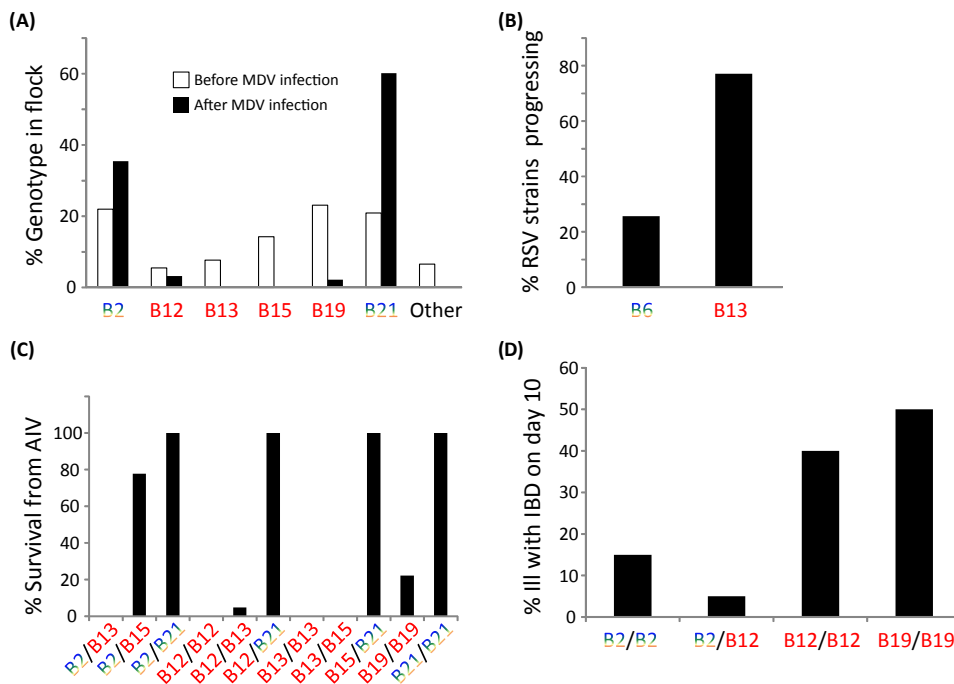 (A)
% Genotype in flock
60
40
20
0
Before MDV infection
After MDV infection
B2 B12 B13 B15 B19 B21 Other
(B)
% RSV strains progressing
80
60
40
20
0
B6 B13
(C)
% Survival from AIV
100
80
60
40
20
0
B2/B13
B2/B15
B2/B21
B12/B12
B12/B13
B12/B21
B13/B13
B13/B15
B15/B21
B19/B19
B21/B21
(D)
% Ill with IBD on day 10
60
50
40
30
20
10
0
B2/B2 B2/B12 B12/B12 B19/B19